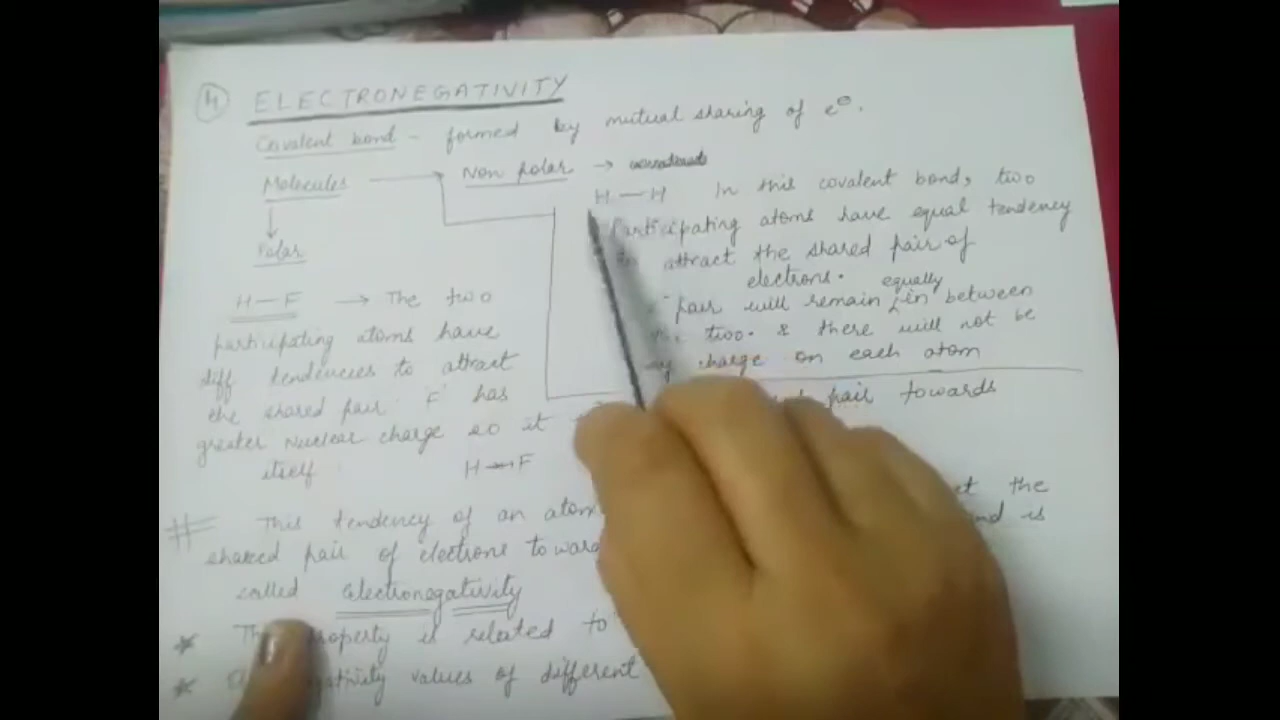 4 ELECTRONEGATIVITY
Covalent bond - formed by mutual sharing of e⊖.
Molecules → Non polar →
H — H In this covalent bond, two
Participating atoms have equal tendency
to attract the shared pair of
electrons.
pair will remain equally in between
the two. & there will not be
any charge on each atom
Polar
H — F → The two
participating atoms have
diff tendencies to attract
the shared pair 'F' has
greater Nuclear charge so it
pair towards
itself H F
# This tendency of an atom the
shared pair of electrons is
called Electronegativity
* property is related to
* values of different